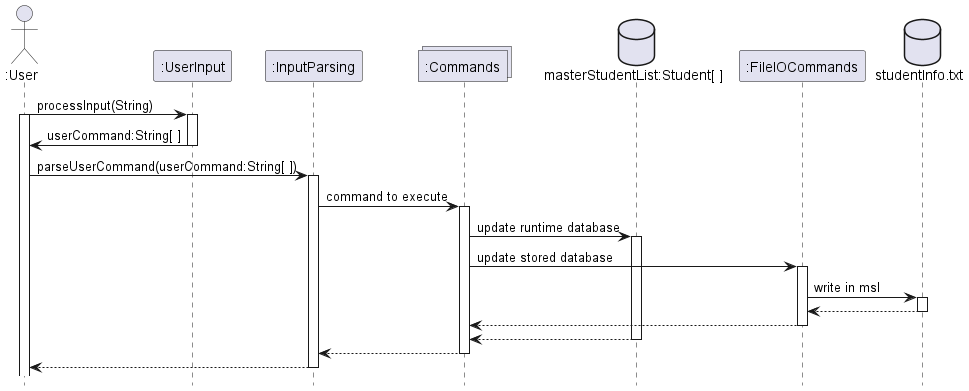 :User
:UserInput
:InputParsing
:Commands
masterStudentList:Student[ ]
:FileIOCommands
studentInfo.txt
processInput(String)
userCommand:String[ ]
parseUserCommand(userCommand:String[ ])
command to execute
update runtime database
update stored database
write in msl